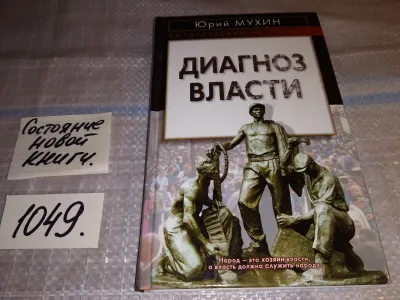 Юрий МУХИН
ДИАГНОЗ
ВЛАСТИ
Состояние
новой
книги.
1049.
Народ – это хозяин власти,
а власть должна служить народу